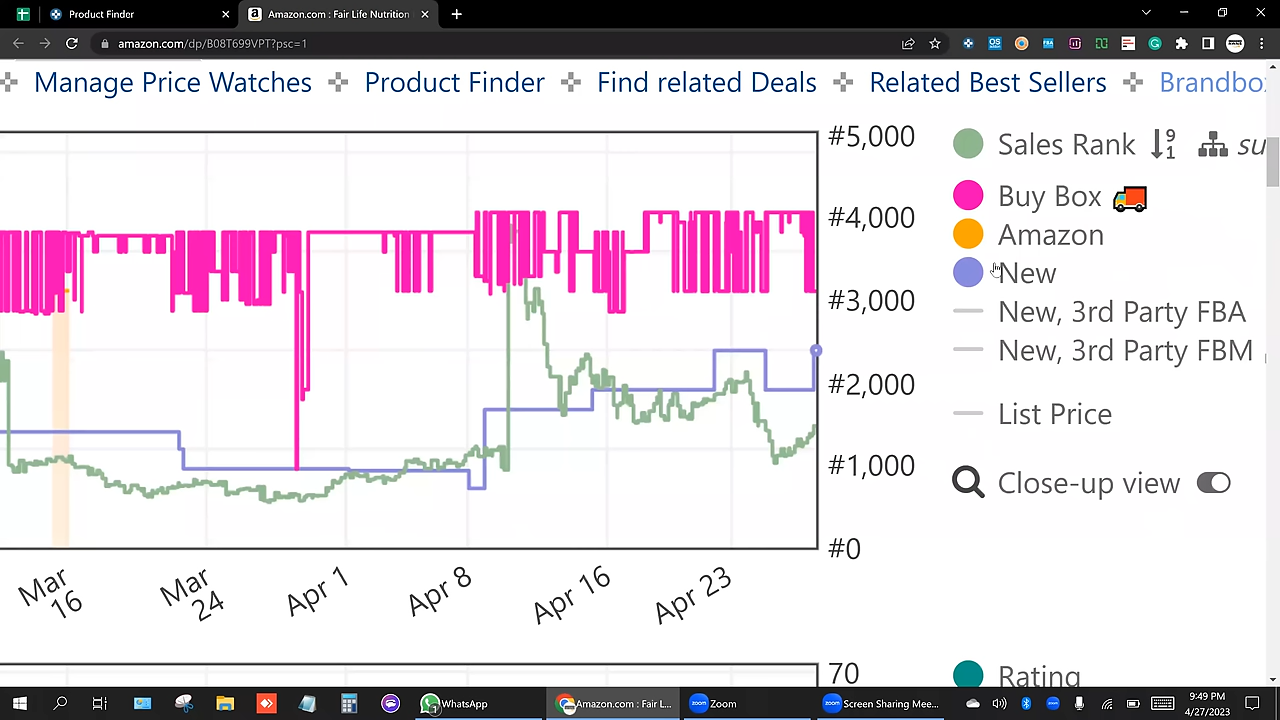 Product Finder
Amazon.com : Fair Life Nutrition
amazon.com/dp/B08T699VPT?psc=1
Manage Price Watches
Product Finder
Find related Deals
Related Best Sellers
Brandbo
#5,000
#4,000
#3,000
#2,000
#1,000
#0
Sales Rank
su
Buy Box
Amazon
New
New, 3rd Party FBA
New, 3rd Party FBM
List Price
Close-up view
Mar 16
Mar 24
Apr 1
Apr 8
Apr 16
Apr 23
70
Rating
WhatsApp
Amazon.com : Fair L...
Zoom
Screen Sharing Mee...
9:49 PM
4/27/2023